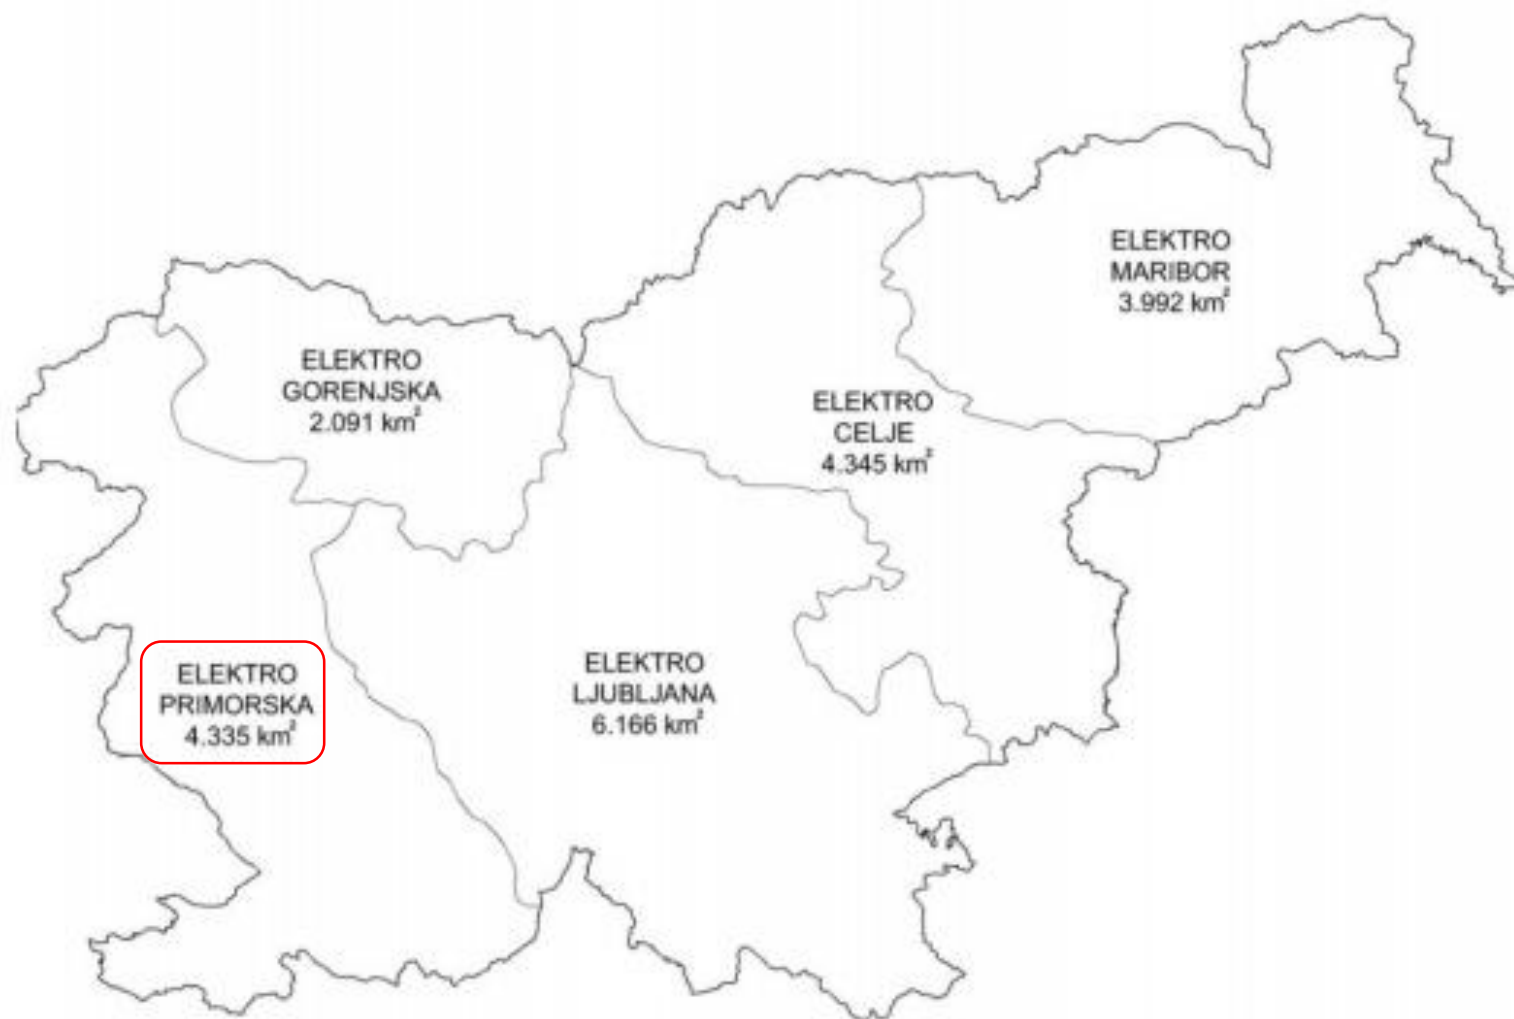 ELEKTRO
MARIBOR
3.992 km²
ELEKTRO
GORENJSKA
2.091 km²
ELEKTRO
CELJE
4.345 km²
ELEKTRO
PRIMORSKA
4.335 km²
ELEKTRO
LJUBLJANA
6.166 km²